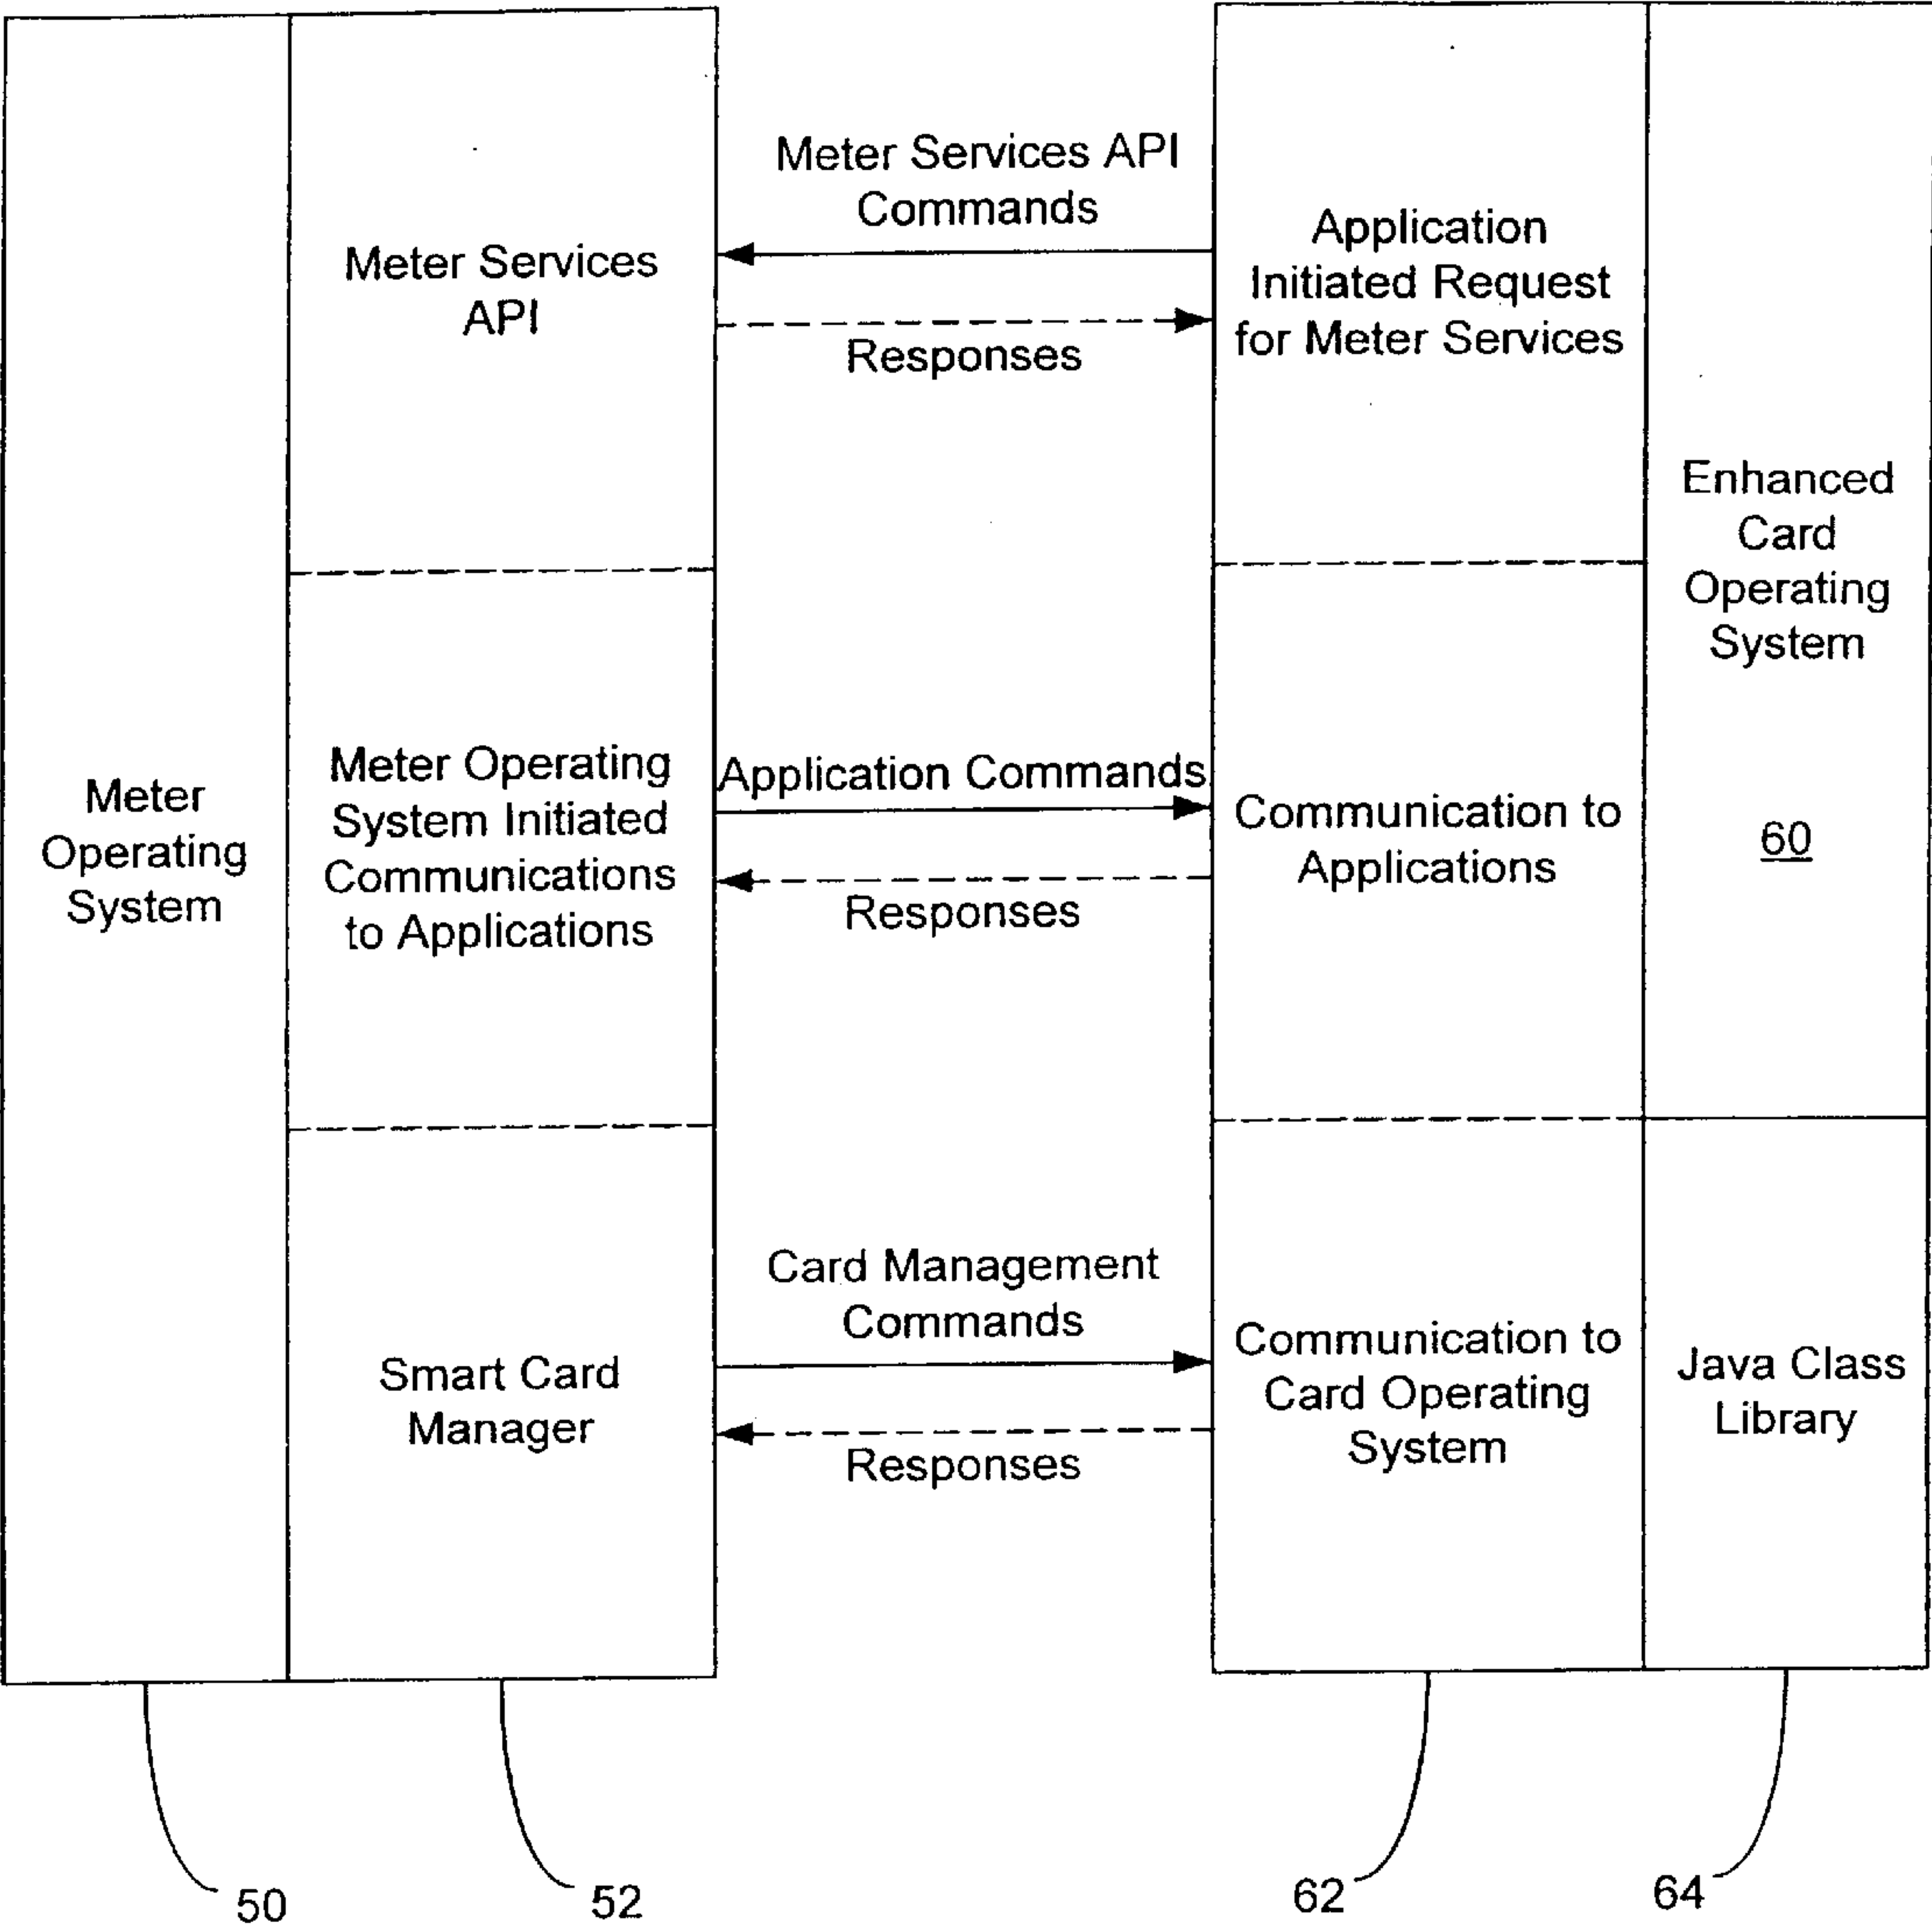 Meter Services API
Commands
Meter Services
API
Responses
Application
Initiated Request
for Meter Services
Enhanced
Card
Operating
System
60
Meter
Operating
System
Meter Operating
System Initiated
Communications
to Applications
Application Commands
Responses
Communication to
Applications
Smart Card
Manager
Card Management
Commands
Responses
Communication to
Card Operating
System
Java Class
Library
50
52
62
64